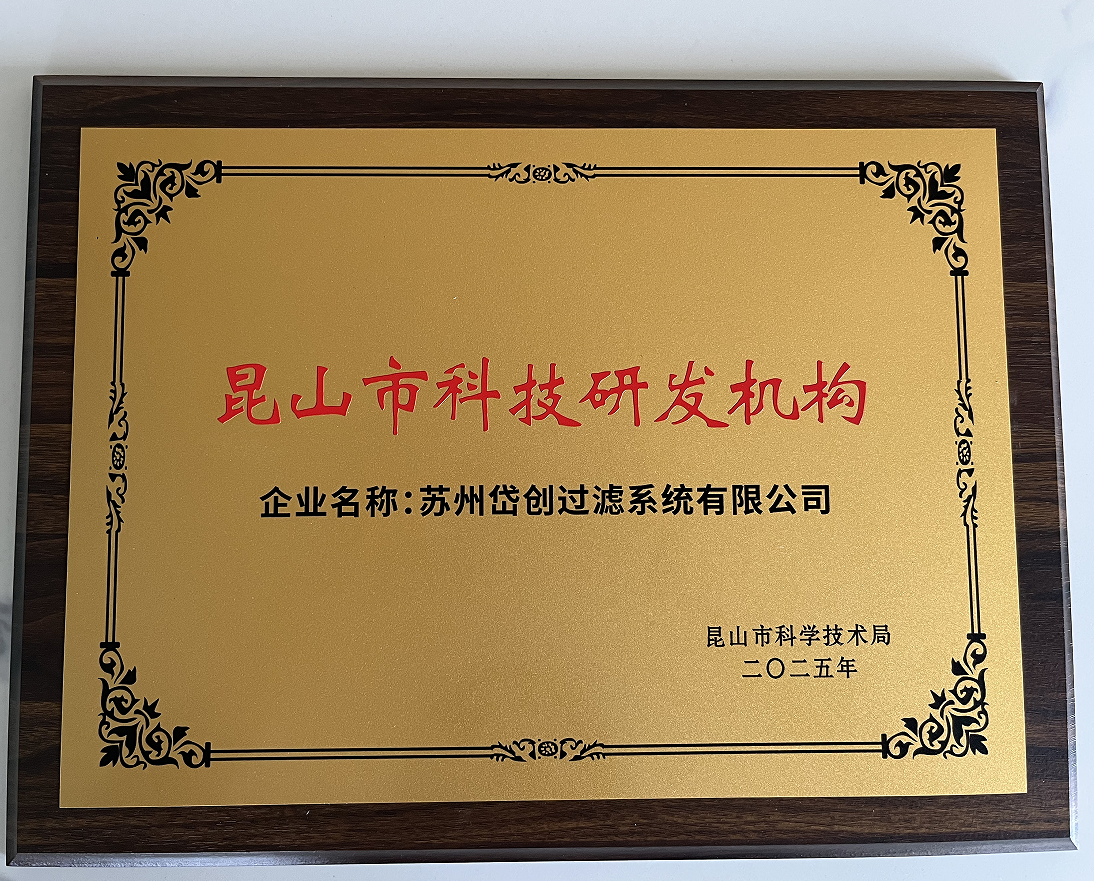 昆山市科技研发机构
企业名称:苏州岱创过滤系统有限公司
昆山市科学技术局
二〇二五年